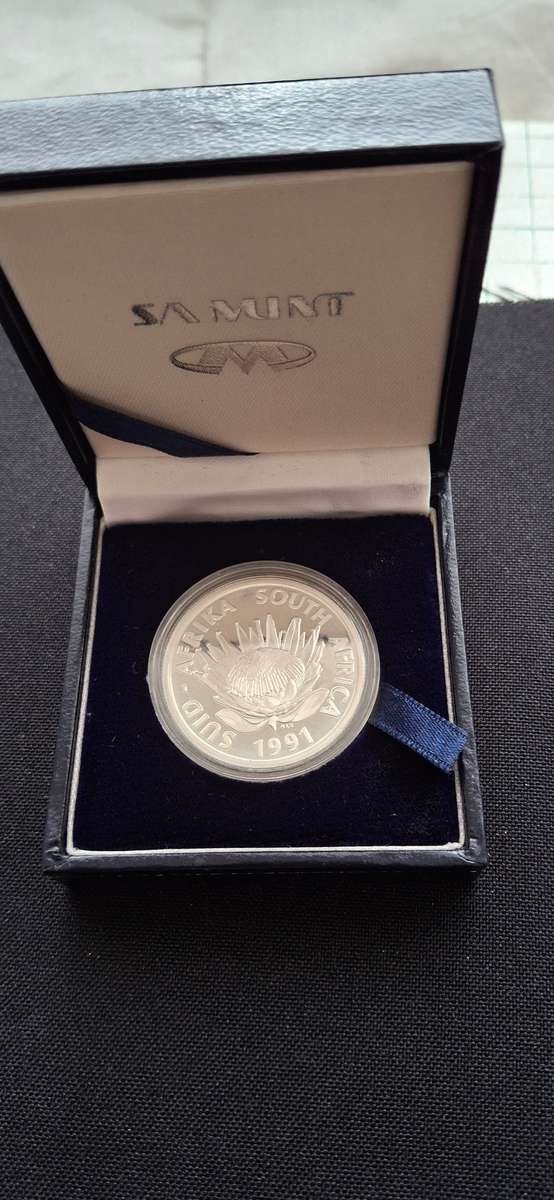 SA MINT
SUID - AFRIKA SOUTH AFRICA
1991